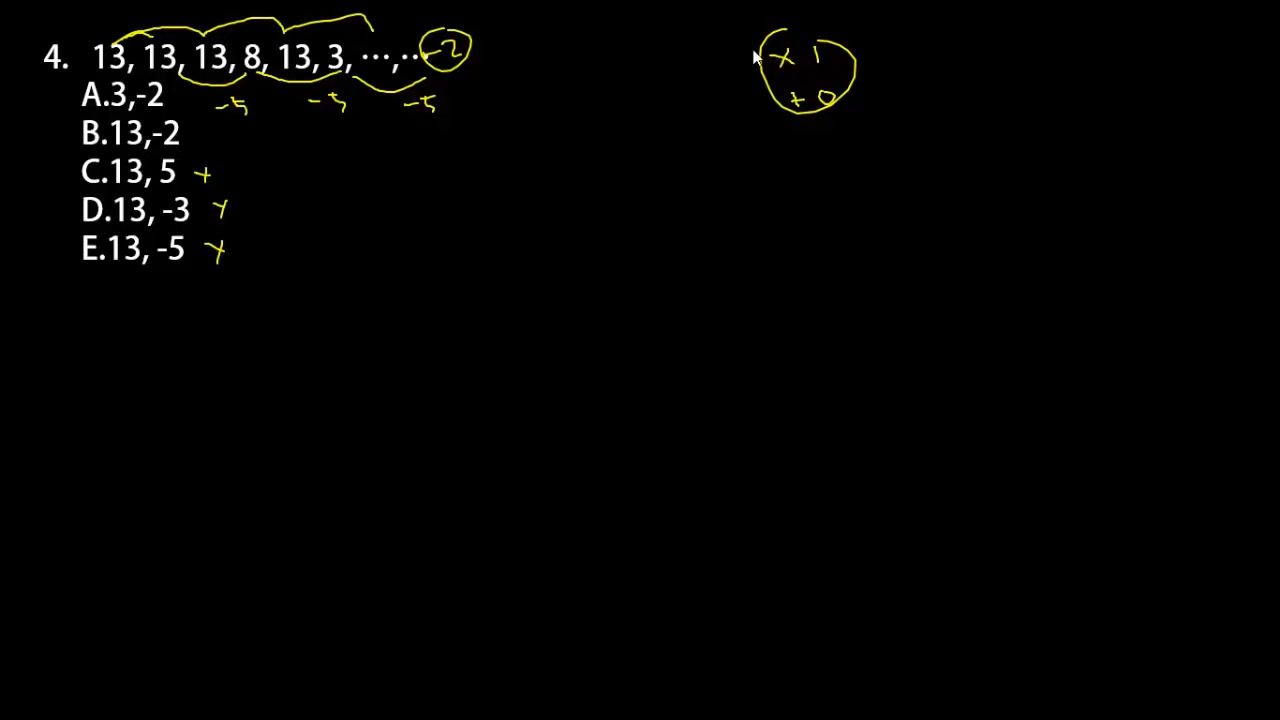 4. 13, 13, 13, 8, 13, 3, ⋯,⋯ -2
-5 -5 -5
A.3,-2
B.13,-2
C.13, 5 x
D.13, -3 x
E.13, -5 x
x 1
+ 0